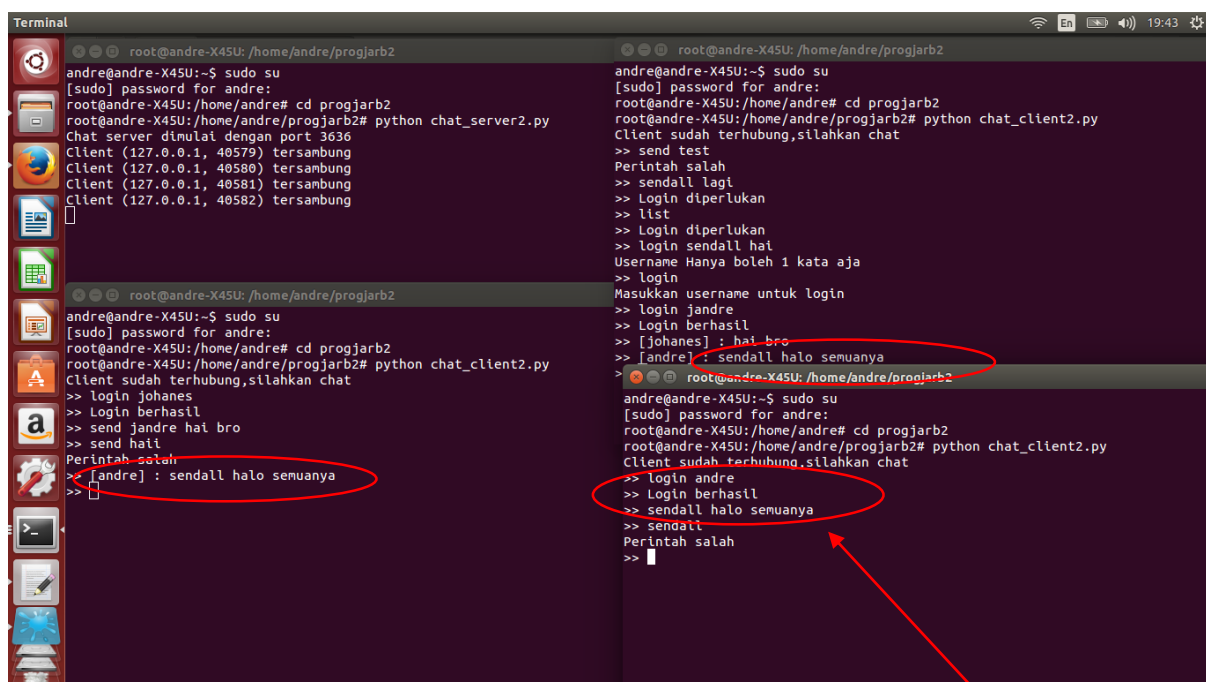 Terminal
En
19:43
root@andre-X45U: /home/andre/progjarb2
andre@andre-X45U:~$ sudo su
[sudo] password for andre:
root@andre-X45U:/home/andre# cd progjarb2
root@andre-X45U:/home/andre/progjarb2# python chat_server2.py
Chat server dimulai dengan port 3636
Client (127.0.0.1, 40579) tersambung
Client (127.0.0.1, 40580) tersambung
Client (127.0.0.1, 40581) tersambung
Client (127.0.0.1, 40582) tersambung
root@andre-X45U: /home/andre/progjarb2
andre@andre-X45U:~$ sudo su
[sudo] password for andre:
root@andre-X45U:/home/andre# cd progjarb2
root@andre-X45U:/home/andre/progjarb2# python chat_client2.py
Client sudah terhubung,silahkan chat
>> send test
Perintah salah
>> sendall lagi
>> Login diperlukan
>> list
>> Login diperlukan
>> login sendall hai
Username Hanya boleh 1 kata aja
>> login
Masukkan username untuk login
>> login jandre
>> Login berhasil
>> [johanes] : hai bro
>> [andre] : sendall halo semuanya
>
root@andre-X45U: /home/andre/progjarb2
andre@andre-X45U:~$ sudo su
[sudo] password for andre:
root@andre-X45U:/home/andre# cd progjarb2
root@andre-X45U:/home/andre/progjarb2# python chat_client2.py
Client sudah terhubung,silahkan chat
>> login johanes
>> Login berhasil
>> send jandre hai bro
>> send haii
Perintah salah
>> [andre] : sendall halo semuanya
>>
root@andre-X45U: /home/andre/progjarb2
andre@andre-X45U:~$ sudo su
[sudo] password for andre:
root@andre-X45U:/home/andre# cd progjarb2
root@andre-X45U:/home/andre/progjarb2# python chat_client2.py
Client sudah terhubung,silahkan chat
>> login andre
>> Login berhasil
>> sendall halo semuanya
>> sendall
Perintah salah
>>